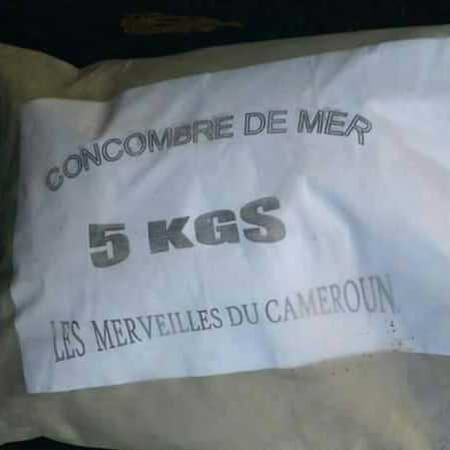 CONCOMBRE DE MER
5 KGS
LES MERVEILLES DU CAMEROUN